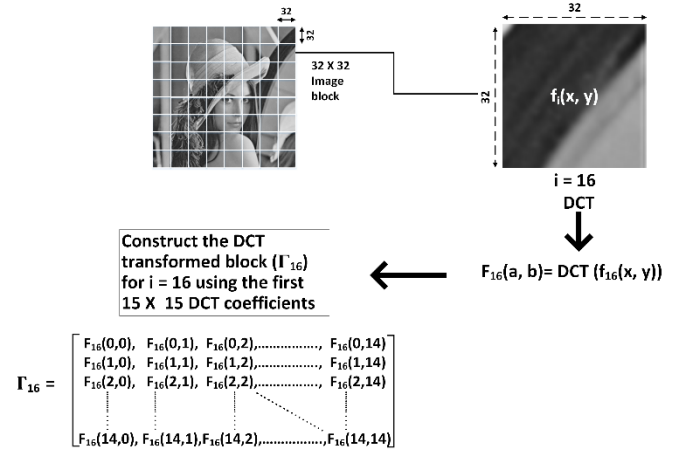 32
32
32 X 32
Image
block
32
32
fᵢ(x, y)
i = 16
DCT
F₁₆(a, b)= DCT (f₁₆(x, y))
Construct the DCT
transformed block (Γ₁₆)
for i = 16 using the first
15 X 15 DCT coefficients
Γ₁₆ =
F₁₆(0,0), F₁₆(0,1), F₁₆(0,2),................, F₁₆(0,14)
F₁₆(1,0), F₁₆(1,1), F₁₆(1,2),................, F₁₆(1,14)
F₁₆(2,0), F₁₆(2,1), F₁₆(2,2),................, F₁₆(2,14)
F₁₆(14,0), F₁₆(14,1),F₁₆(14,2),................,F₁₆(14,14)